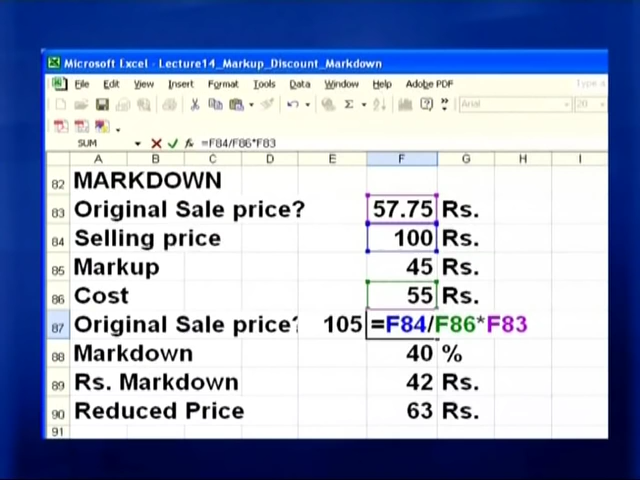 Microsoft Excel - Lecture14_Markup_Discount_Markdown
File Edit View Insert Format Tools Data Window Help Adobe PDF Type a
Arial 20
SUM =F84/F86*F83
A B C D E F G H I
82 MARKDOWN
83 Original Sale price? 57.75 Rs.
84 Selling price 100 Rs.
85 Markup 45 Rs.
86 Cost 55 Rs.
87 Original Sale price? 105 =F84/F86*F83
88 Markdown 40 %
89 Rs. Markdown 42 Rs.
90 Reduced Price 63 Rs.
91